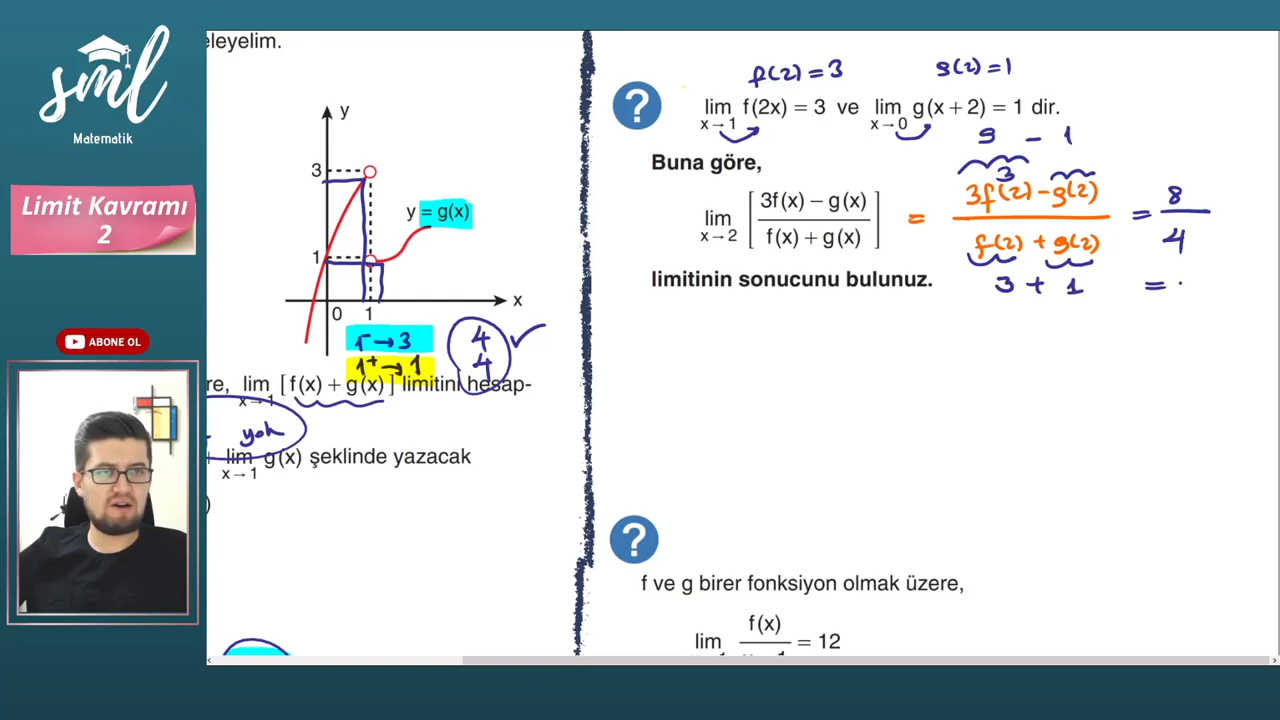 sml
Matematik
Limit Kavramı
2
ABONE OL
eleyelim.
y
3
y = g(x)
1
0 1
x
1⁻ → 3
1⁺ → 1
4
4
re, lim x→1 [f(x) + g(x)] limitini hesap-
yok
+ lim x→1 g(x) şeklinde yazacak
?
f(2) = 3 g(2) = 1
lim x→1 f(2x) = 3 ve lim x→0 g(x + 2) = 1 dir.
9 - 1
Buna göre,
3
lim x→2 [ 3f(x) – g(x) / f(x) + g(x) ] = 3f(2) - g(2) / f(2) + g(2) = 8 / 4
limitinin sonucunu bulunuz.
3 + 1 =
?
f ve g birer fonksiyon olmak üzere,
lim f(x) = 12